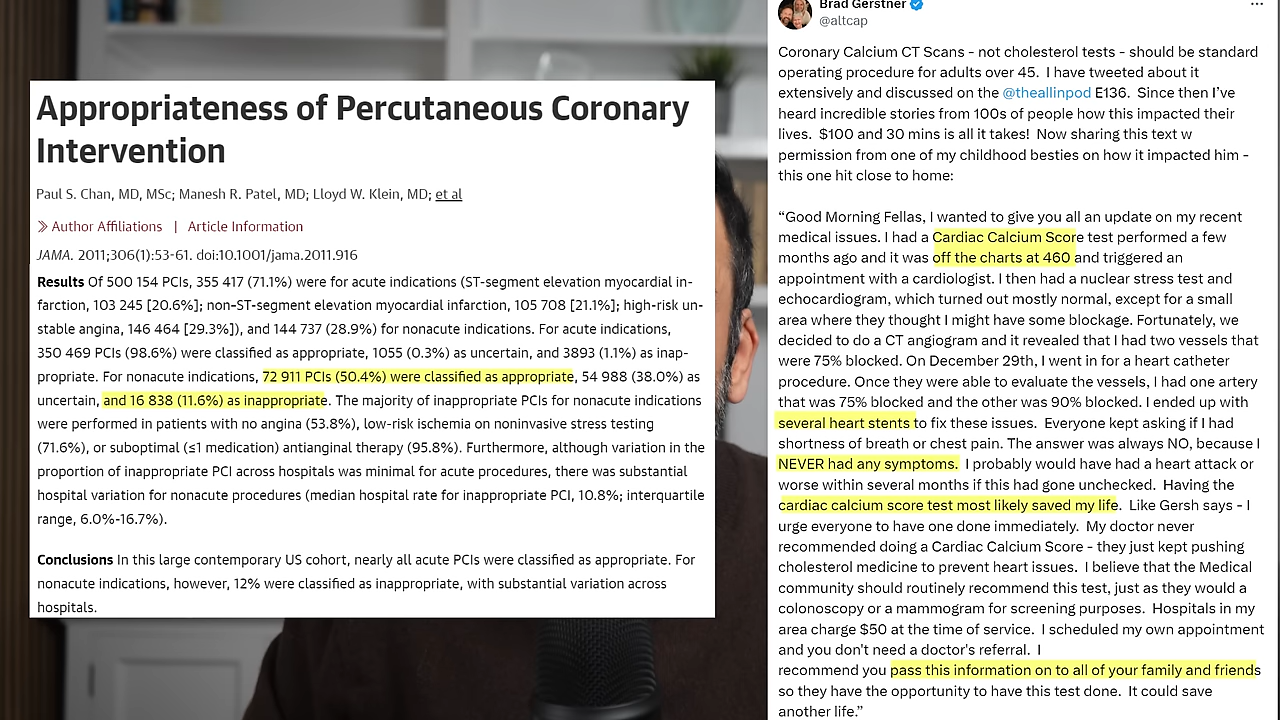 Appropriateness of Percutaneous Coronary
Intervention
Paul S. Chan, MD, MSc; Manesh R. Patel, MD; Lloyd W. Klein, MD; et al
Author Affiliations | Article Information
JAMA. 2011;306(1):53-61. doi:10.1001/jama.2011.916
Results Of 500 154 PCIs, 355 417 (71.1%) were for acute indications (ST-segment elevation myocardial in-
farction, 103 245 [20.6%]; non–ST-segment elevation myocardial infarction, 105 708 [21.1%]; high-risk un-
stable angina, 146 464 [29.3%]), and 144 737 (28.9%) for nonacute indications. For acute indications,
350 469 PCIs (98.6%) were classified as appropriate, 1055 (0.3%) as uncertain, and 3893 (1.1%) as inap-
propriate. For nonacute indications, 72 911 PCIs (50.4%) were classified as appropriate, 54 988 (38.0%) as
uncertain, and 16 838 (11.6%) as inappropriate. The majority of inappropriate PCIs for nonacute indications
were performed in patients with no angina (53.8%), low-risk ischemia on noninvasive stress testing
(71.6%), or suboptimal (≤1 medication) antianginal therapy (95.8%). Furthermore, although variation in the
proportion of inappropriate PCI across hospitals was minimal for acute procedures, there was substantial
hospital variation for nonacute procedures (median hospital rate for inappropriate PCI, 10.8%; interquartile
range, 6.0%-16.7%).
Conclusions In this large contemporary US cohort, nearly all acute PCIs were classified as appropriate. For
nonacute indications, however, 12% were classified as inappropriate, with substantial variation across
hospitals.
Brad Gerstner
@altcap
Coronary Calcium CT Scans - not cholesterol tests - should be standard
operating procedure for adults over 45. I have tweeted about it
extensively and discussed on the @theallinpod E136. Since then I've
heard incredible stories from 100s of people how this impacted their
lives. $100 and 30 mins is all it takes! Now sharing this text w
permission from one of my childhood besties on how it impacted him -
this one hit close to home:
“Good Morning Fellas, I wanted to give you all an update on my recent
medical issues. I had a Cardiac Calcium Score test performed a few
months ago and it was off the charts at 460 and triggered an
appointment with a cardiologist. I then had a nuclear stress test and
echocardiogram, which turned out mostly normal, except for a small
area where they thought I might have some blockage. Fortunately, we
decided to do a CT angiogram and it revealed that I had two vessels that
were 75% blocked. On December 29th, I went in for a heart catheter
procedure. Once they were able to evaluate the vessels, I had one artery
that was 75% blocked and the other was 90% blocked. I ended up with
several heart stents to fix these issues. Everyone kept asking if I had
shortness of breath or chest pain. The answer was always NO, because I
NEVER had any symptoms. I probably would have had a heart attack or
worse within several months if this had gone unchecked. Having the
cardiac calcium score test most likely saved my life. Like Gersh says - I
urge everyone to have one done immediately. My doctor never
recommended doing a Cardiac Calcium Score - they just kept pushing
cholesterol medicine to prevent heart issues. I believe that the Medical
community should routinely recommend this test, just as they would a
colonoscopy or a mammogram for screening purposes. Hospitals in my
area charge $50 at the time of service. I scheduled my own appointment
and you don't need a doctor's referral. I
recommend you pass this information on to all of your family and friends
so they have the opportunity to have this test done. It could save
another life.”